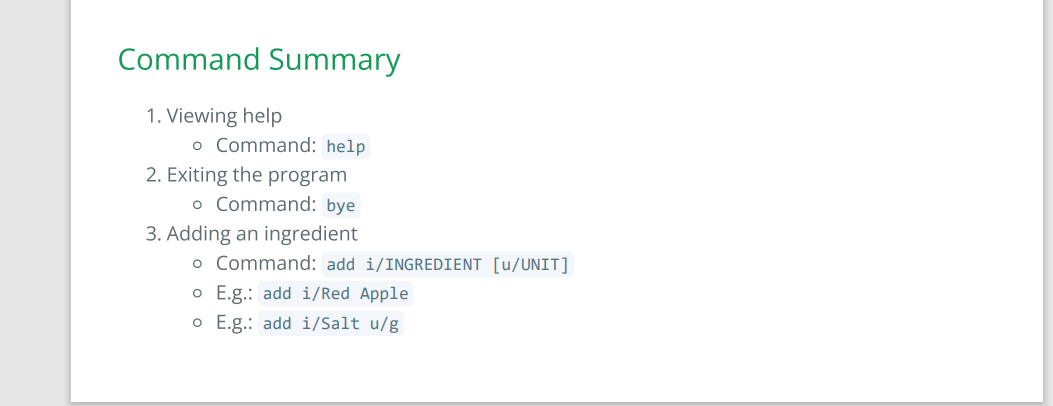 Command Summary
1. Viewing help
○ Command: help
2. Exiting the program
○ Command: bye
3. Adding an ingredient
○ Command: add i/INGREDIENT [u/UNIT]
○ E.g.: add i/Red Apple
○ E.g.: add i/Salt u/g